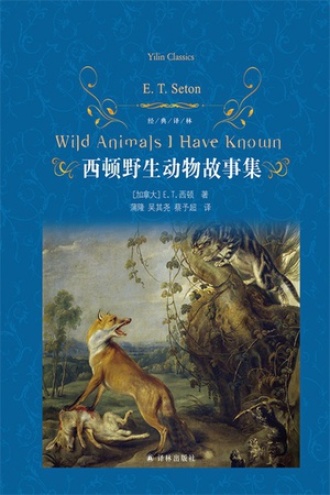 Yilin Classics
E. T. Seton
经／典／译／林
Wild Animals I Have Known
西顿野生动物故事集
[加拿大] E.T.西顿 著
蒲隆 吴其尧 蔡予超 译
译林出版社